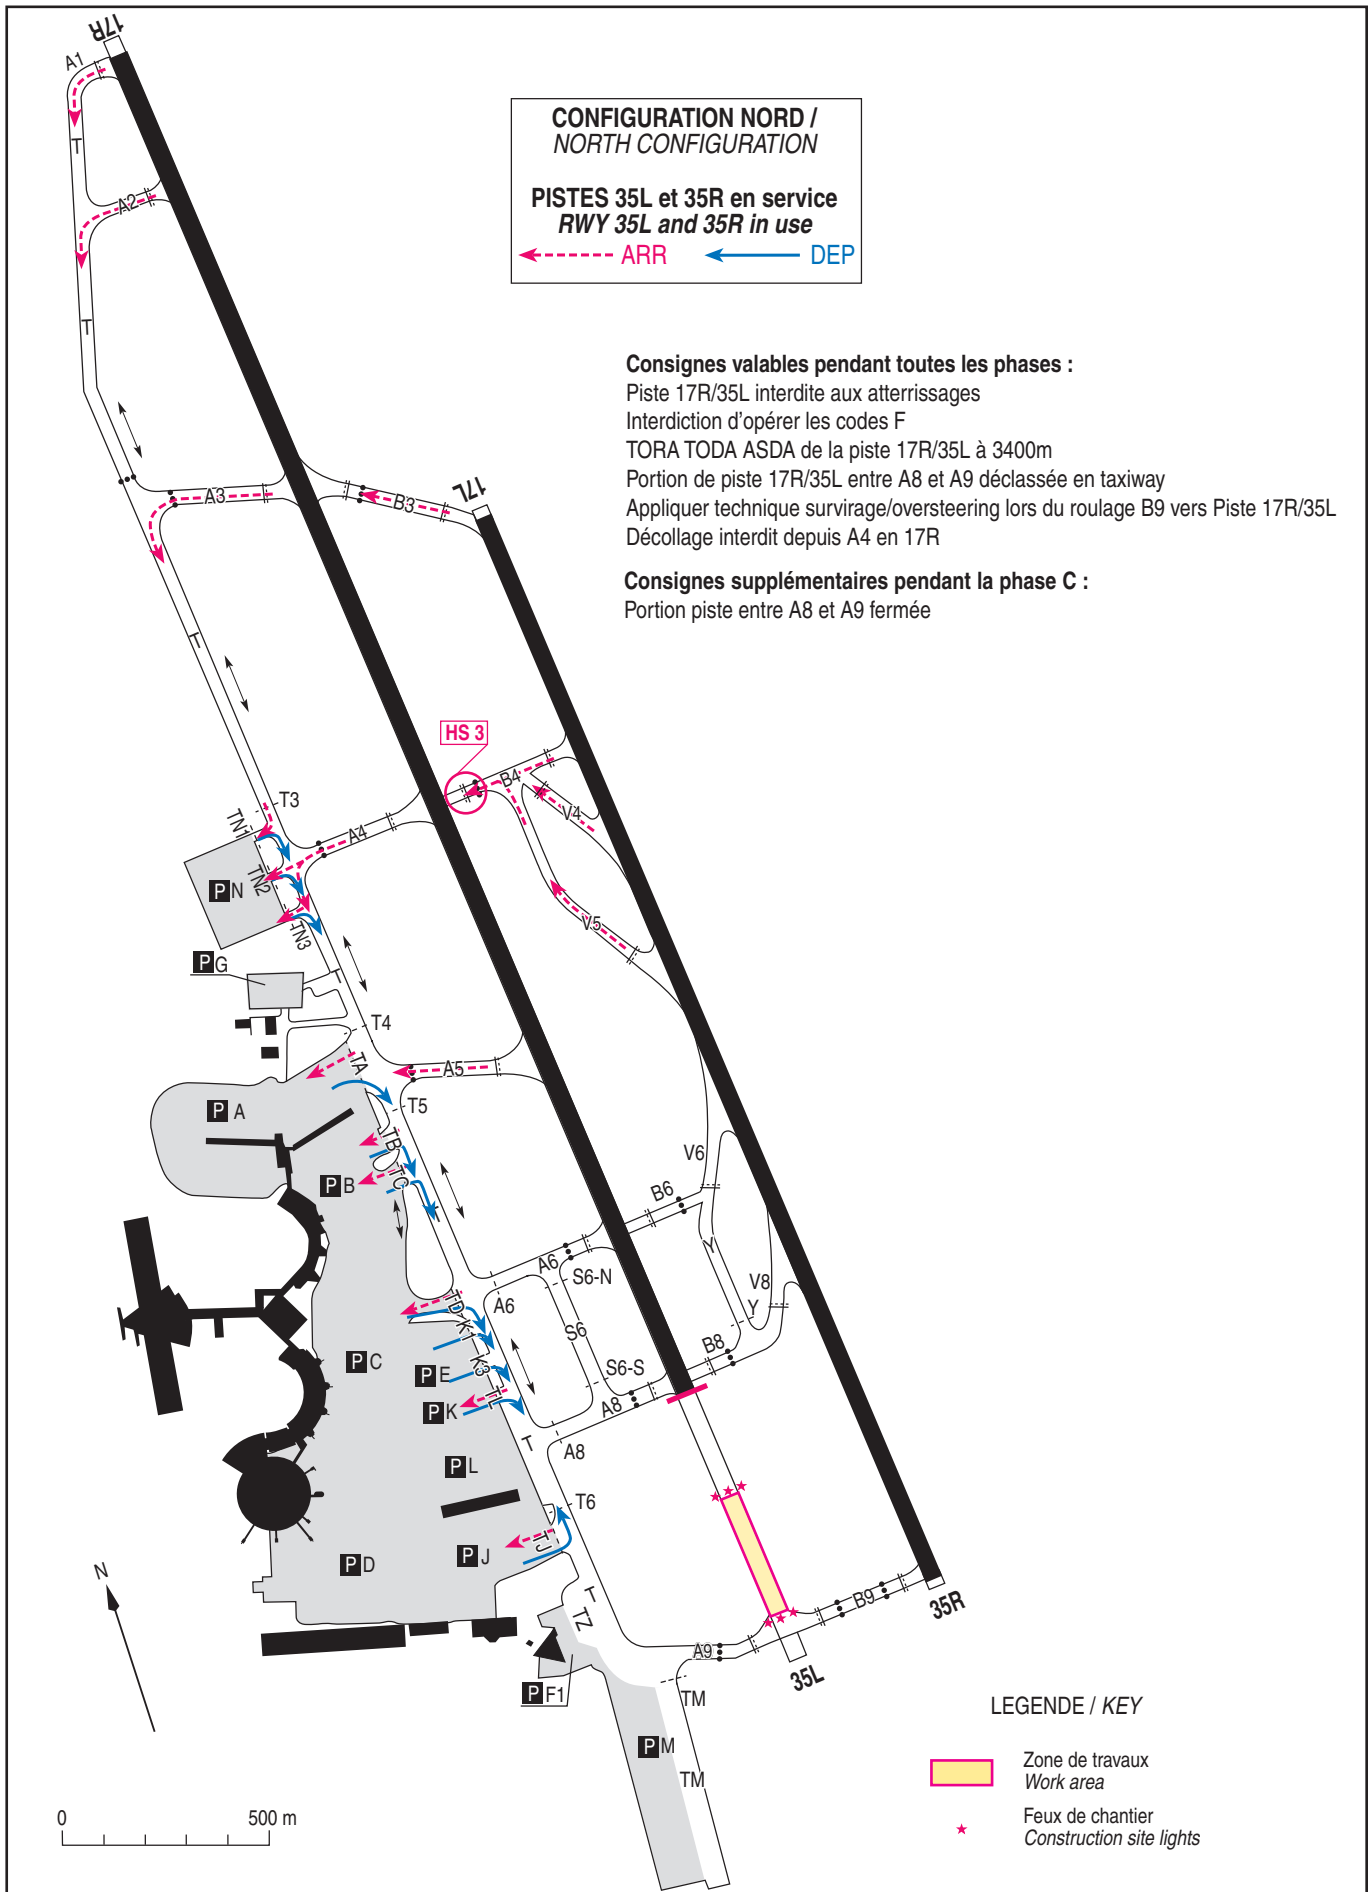 17R
A1
CONFIGURATION NORD /
NORTH CONFIGURATION
PISTES 35L et 35R en service
RWY 35L and 35R in use
ARR
DEP
T
A2
T
Consignes valables pendant toutes les phases :
Piste 17R/35L interdite aux atterrissages
Interdiction d'opérer les codes F
TORA TODA ASDA de la piste 17R/35L à 3400m
Portion de piste 17R/35L entre A8 et A9 déclassée en taxiway
Appliquer technique survirage/oversteering lors du roulage B9 vers Piste 17R/35L
Décollage interdit depuis A4 en 17R
Consignes supplémentaires pendant la phase C :
Portion piste entre A8 et A9 fermée
A3
B3
17L
T
HS 3
B4
V4
T3
TN1
A4
TN2
P N
TN3
V5
P G
T
T4
TA
A5
P A
T5
TB
TC
P B
T
V6
B6
Y
A6
S6-N
V8
Y
TD
A6
K1
S6
B8
P C
K3
S6-S
P E
TL
A8
P K
T
A8
P L
T6
TJ
P J
P D
T
TZ
B9
35R
A9
35L
P F1
TM
P M
TM
N
LEGENDE / KEY
Zone de travaux
Work area
Feux de chantier
Construction site lights
0 500 m